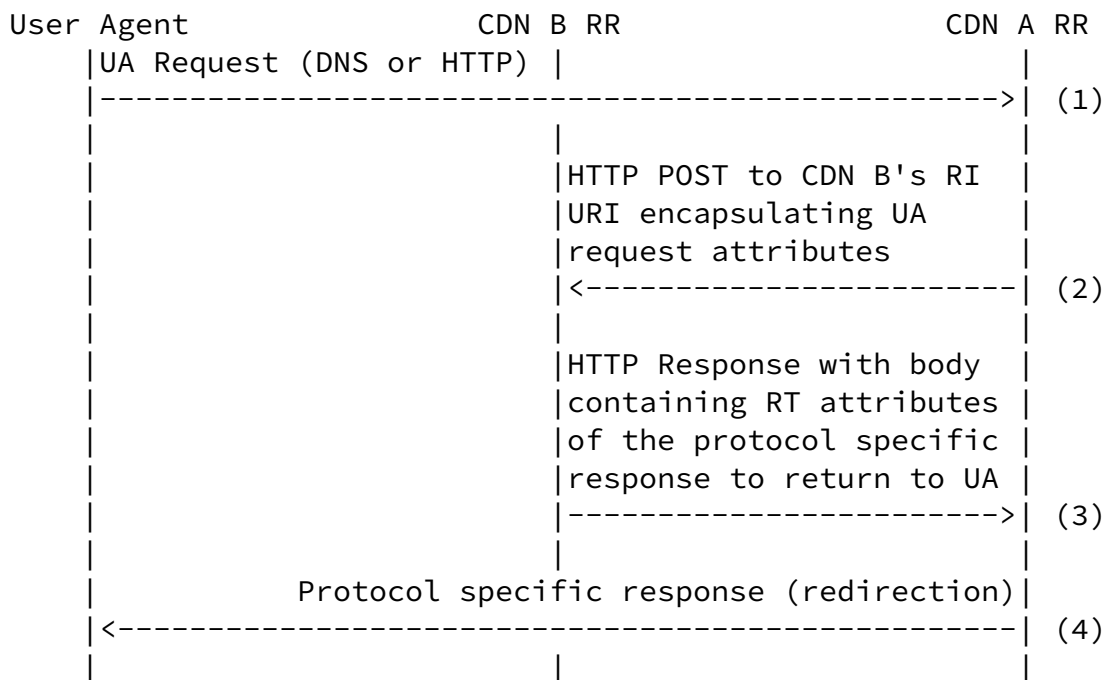 User Agent CDN B RR CDN A RR
UA Request (DNS or HTTP)
(1)
HTTP POST to CDN B's RI
URI encapsulating UA
request attributes
(2)
HTTP Response with body
containing RT attributes
of the protocol specific
response to return to UA
(3)
Protocol specific response (redirection)
(4)